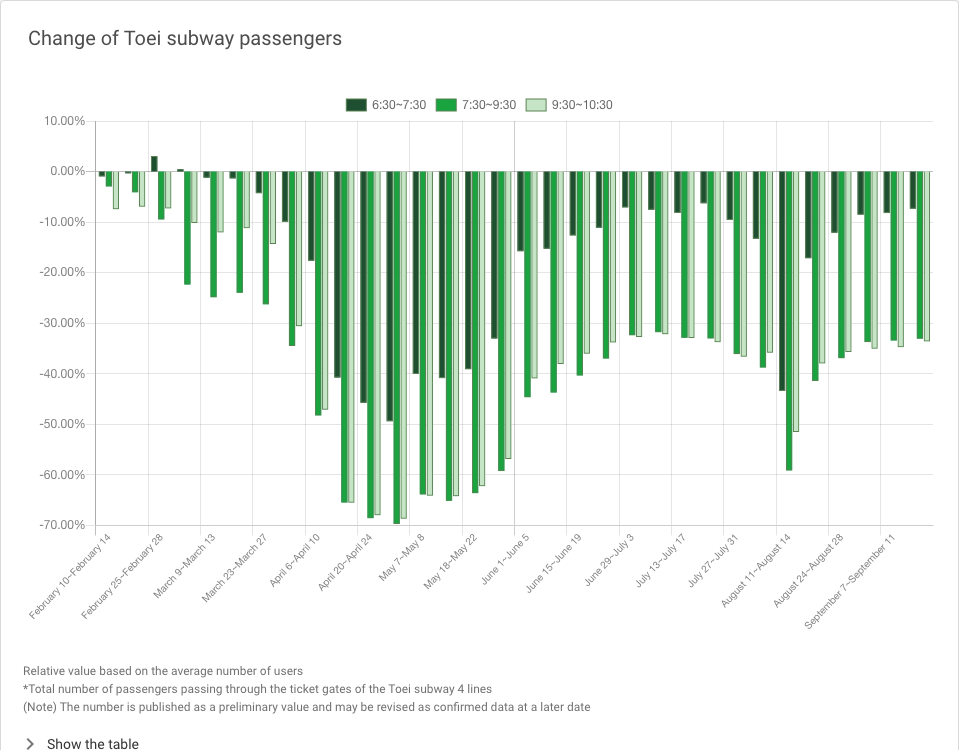 Change of Toei subway passengers
6:30~7:30 7:30~9:30 9:30~10:30
10.00%
0.00%
-10.00%
-20.00%
-30.00%
-40.00%
-50.00%
-60.00%
-70.00%
February 10~February 14
February 25~February 28
March 9~March 13
March 23~March 27
April 6~April 10
April 20~April 24
May 7~May 8
May 18~May 22
June 1~June 5
June 15~June 19
June 29~July 3
July 13~July 17
July 27~July 31
August 11~August 14
August 24~August 28
September 7~September 11
Relative value based on the average number of users
*Total number of passengers passing through the ticket gates of the Toei subway 4 lines
(Note) The number is published as a preliminary value and may be revised as confirmed data at a later date
Show the table